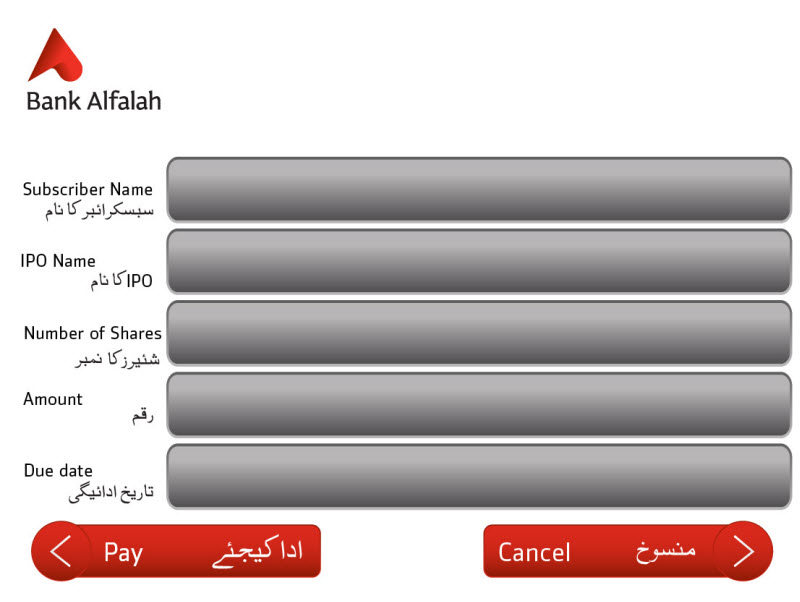 Bank Alfalah
Subscriber Name
سبسکرائبر کا نام
IPO Name
IPO کا نام
Number of Shares
شئیرز کا نمبر
Amount
رقم
Due date
تاریخ ادائیگی
Pay ادا کیجئے
Cancel منسوخ